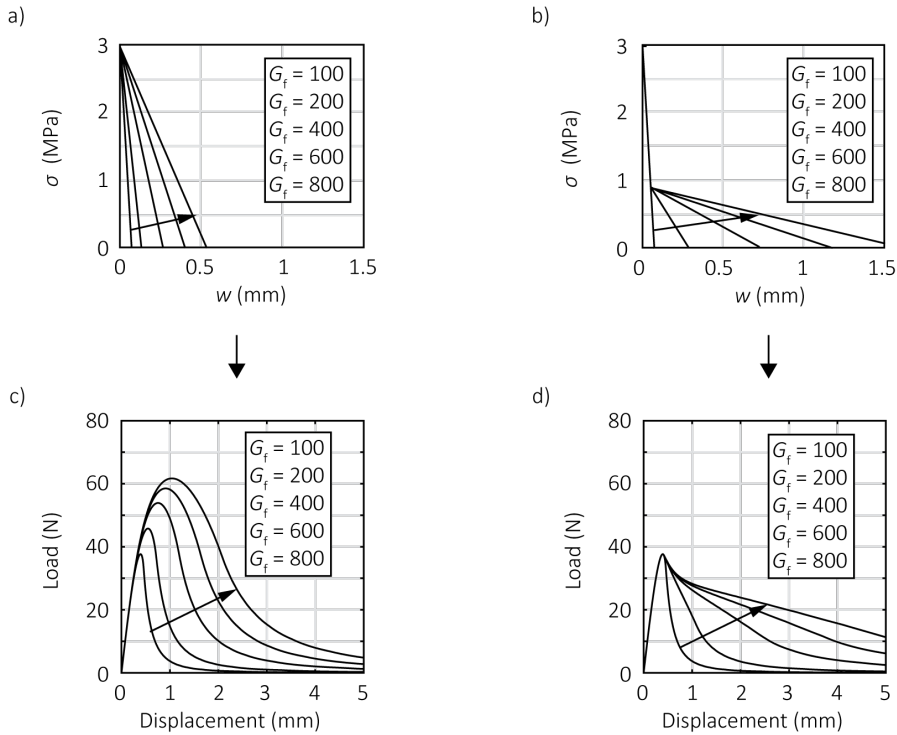 a)
3
2
1
0
σ (MPa)
G_f = 100
G_f = 200
G_f = 400
G_f = 600
G_f = 800
0 0.5 1 1.5
w (mm)
b)
3
2
1
0
σ (MPa)
G_f = 100
G_f = 200
G_f = 400
G_f = 600
G_f = 800
0 0.5 1 1.5
w (mm)
c)
80
60
40
20
0
Load (N)
G_f = 100
G_f = 200
G_f = 400
G_f = 600
G_f = 800
0 1 2 3 4 5
Displacement (mm)
d)
80
60
40
20
0
Load (N)
G_f = 100
G_f = 200
G_f = 400
G_f = 600
G_f = 800
0 1 2 3 4 5
Displacement (mm)